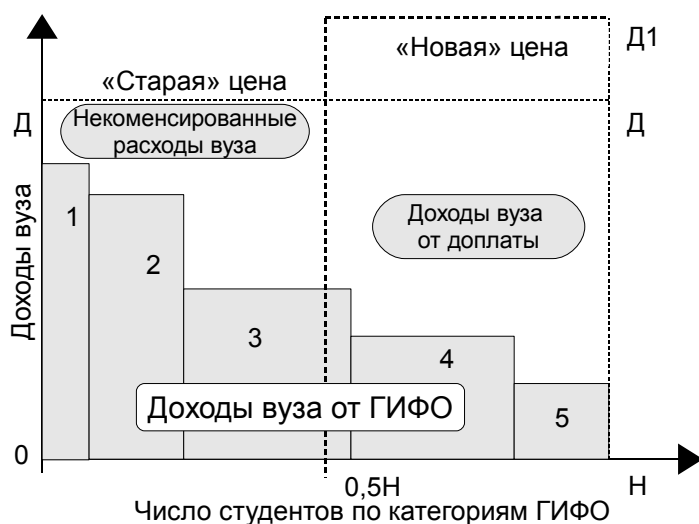 «Новая» цена
Д1
«Старая» цена
Д
Некоменсированные
расходы вуза
Д
Доходы вуза
1
2
3
4
5
Доходы вуза
от доплаты
Доходы вуза от ГИФО
0
0,5Н
Н
Число студентов по категориям ГИФО